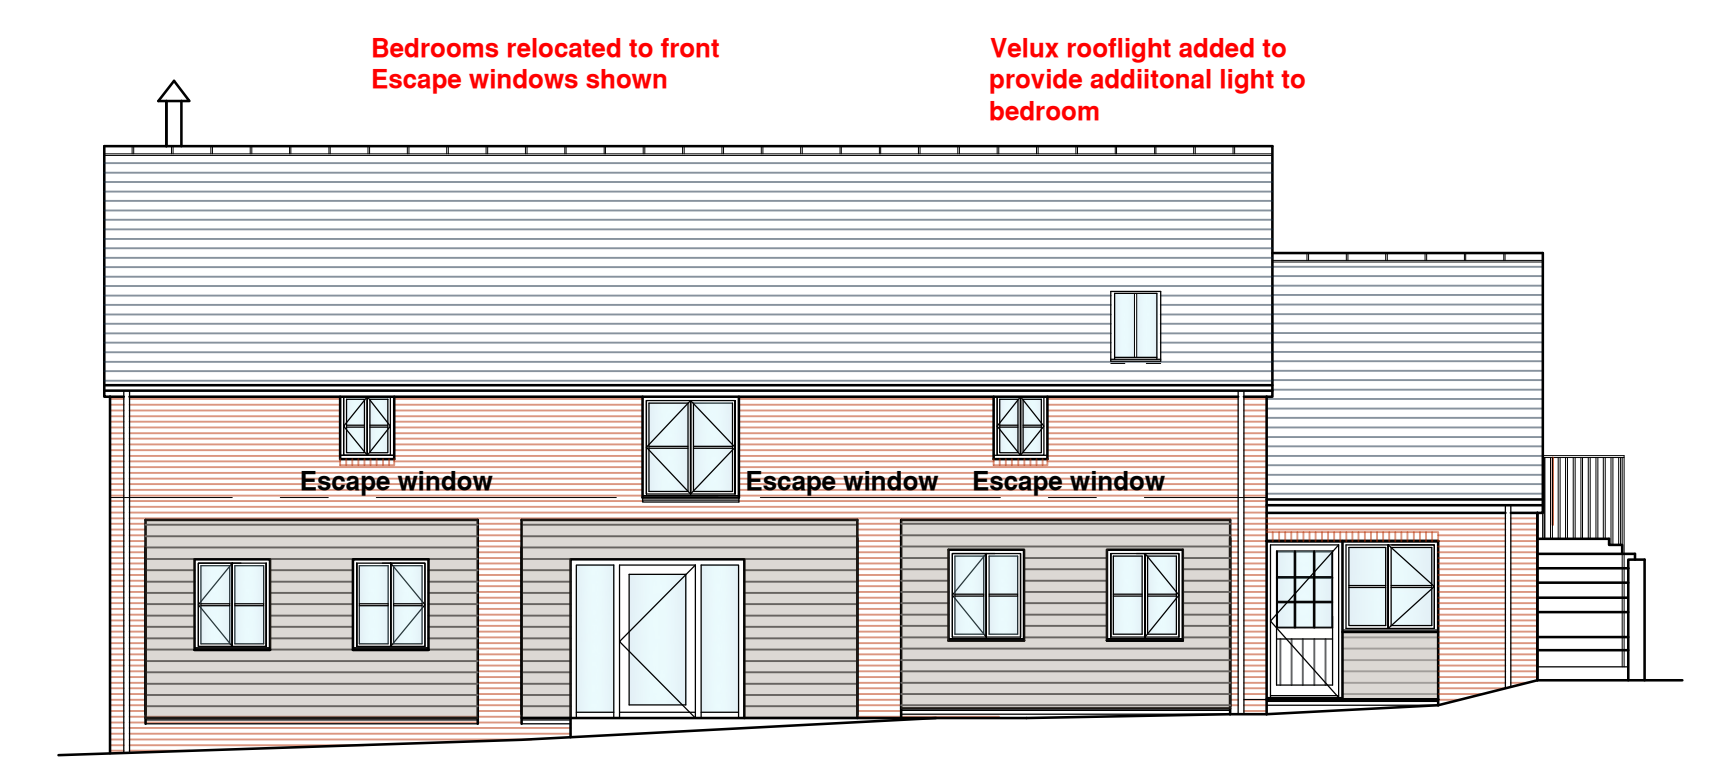 Bedrooms relocated to front
Escape windows shown
Velux rooflight added to
provide addiitonal light to
bedroom
Escape window
Escape window
Escape window